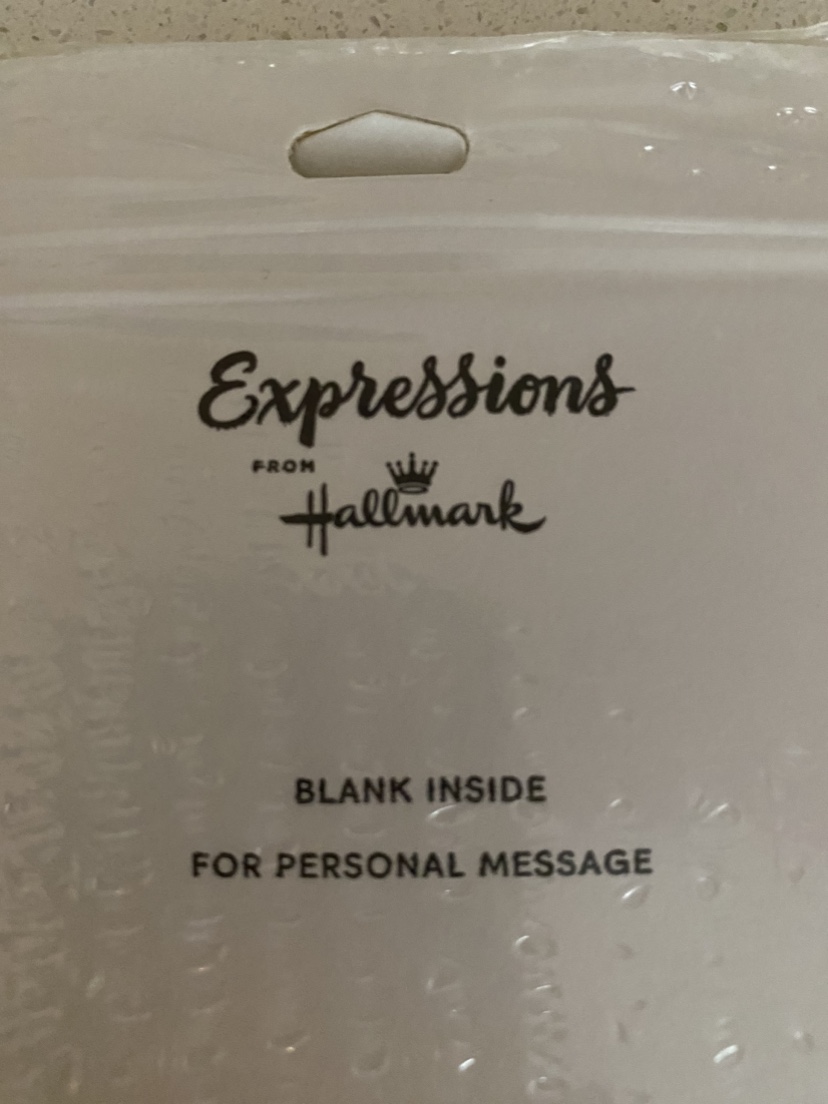 Expressions
FROM
Hallmark
BLANK INSIDE
FOR PERSONAL MESSAGE